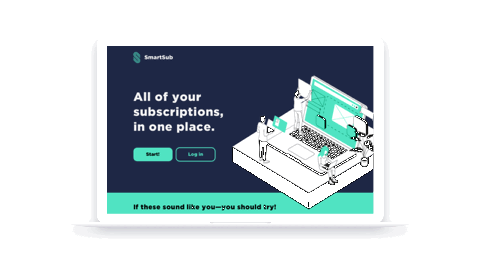 SmartSub
All of your
subscriptions,
in one place.
Start!
Log in
If these sound like you—you should try!